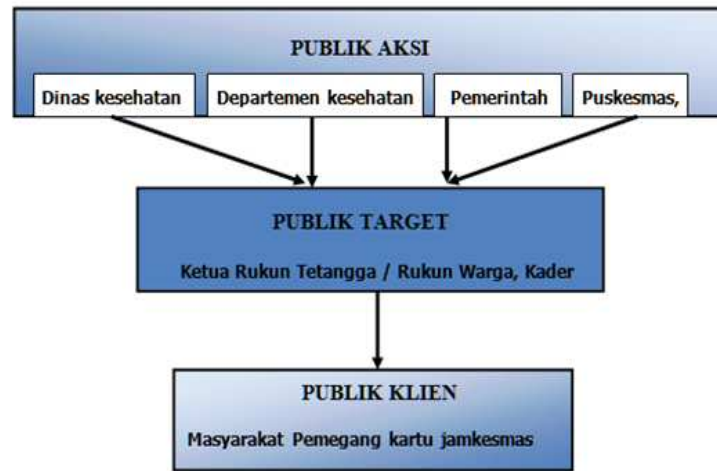 PUBLIK AKSI
Dinas kesehatan
Departemen kesehatan
Pemerintah
Puskesmas,
PUBLIK TARGET
Ketua Rukun Tetangga / Rukun Warga, Kader
PUBLIK KLIEN
Masyarakat Pemegang kartu jamkesmas